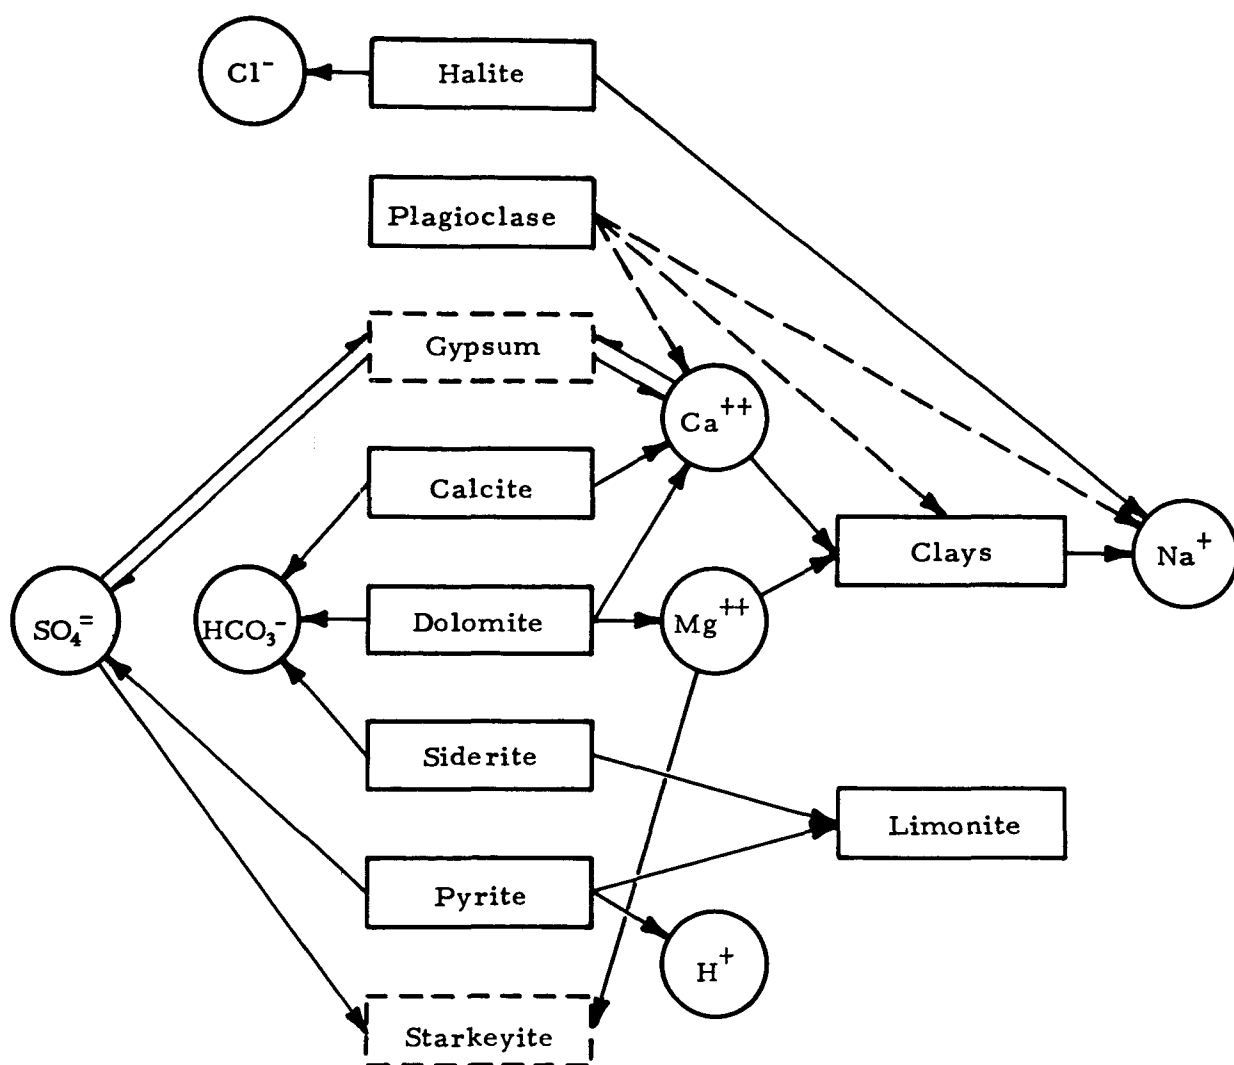 Cl⁻
Halite
Plagioclase
Gypsum
Ca⁺⁺
Calcite
Clays
Na⁺
SO₄⁼
HCO₃⁻
Dolomite
Mg⁺⁺
Siderite
Limonite
Pyrite
H⁺
Starkeyite